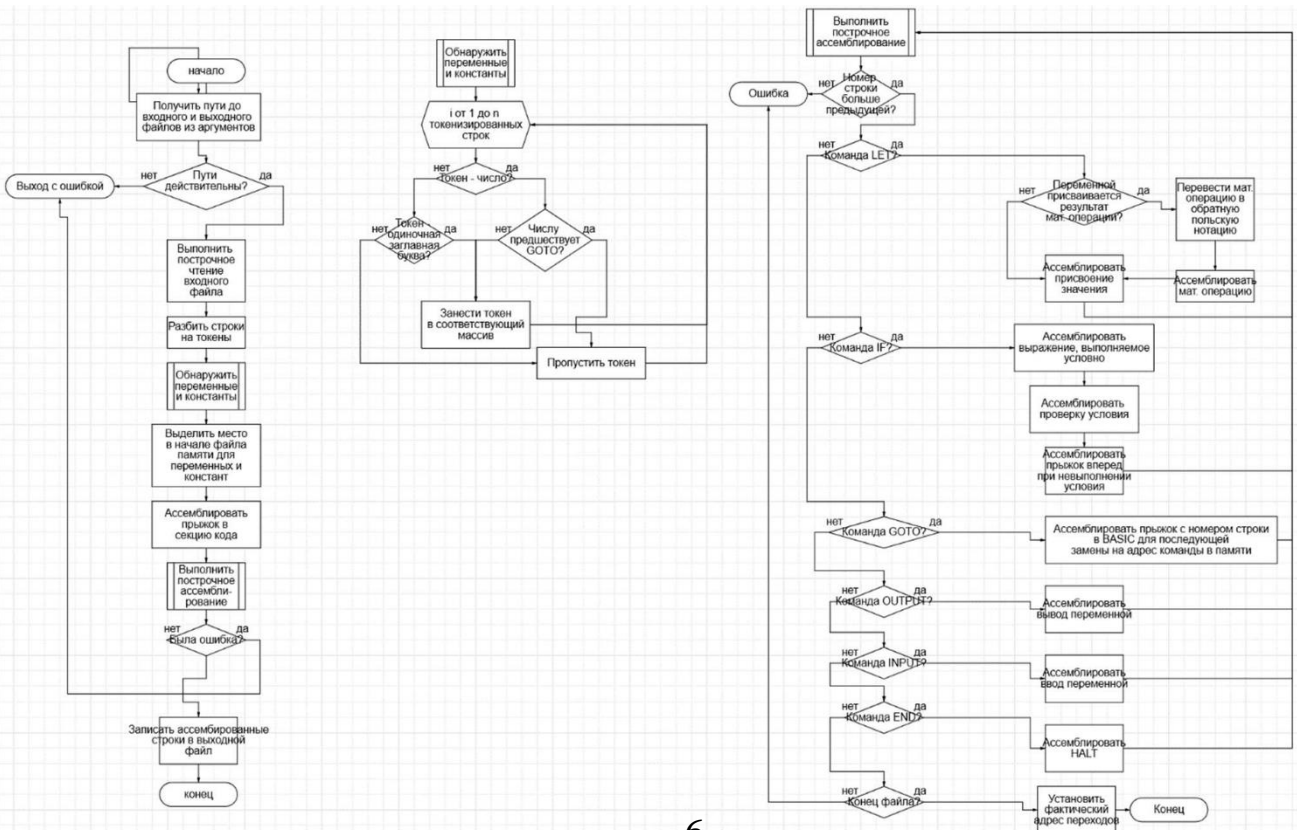 начало
Получить пути до
входного и выходного
файлов из аргументов
нет
Пути
действительны?
да
Выход с ошибкой
Выполнить
построчное
чтение
входного
файла
Разбить строки
на токены
Обнаружить
переменные
и константы
Выделить место
в начале файла
памяти для
переменных и
констант
Ассемблировать
прыжок в
секцию кода
Выполнить
построчное
ассембли-
рование
нет
да
Была ошибка?
Записать ассембированные
строки в выходной
файл
конец
Обнаружить
переменные
и константы
i от 1 до n
токенизированных
строк
нет
да
Токен - число?
нет
Токен
одиночная
заглавная
буква?
да
нет
Числу
предшествует
GOTO?
да
Занести токен
в соответствующий
массив
Пропустить токен
Выполнить
построчное
ассемблирование
нет
Номер
строки
больше
предыдущей?
да
Ошибка
нет
да
Команда LET?
нет
Переменной
присваивается
результат
мат. операции?
да
Перевести мат.
операцию в
обратную
польскую
нотацию
Ассемблировать
присвоение
значения
Ассемблировать
мат. операцию
нет
да
Команда IF?
Ассемблировать
выражение, выполняемое
условно
Ассемблировать
проверку условия
Ассемблировать
прыжок вперед
при невыполнении
условия
нет
да
Команда GOTO?
Ассемблировать прыжок с номером строки
в BASIC для последующей
замены на адрес команды в памяти
нет
да
Команда OUTPUT?
Ассемблировать
вывод переменной
нет
да
Команда INPUT?
Ассемблировать
ввод переменной
нет
да
Команда END?
Ассемблировать
HALT
нет
да
Конец файла?
Установить
фактический
адрес переходов
Конец
6